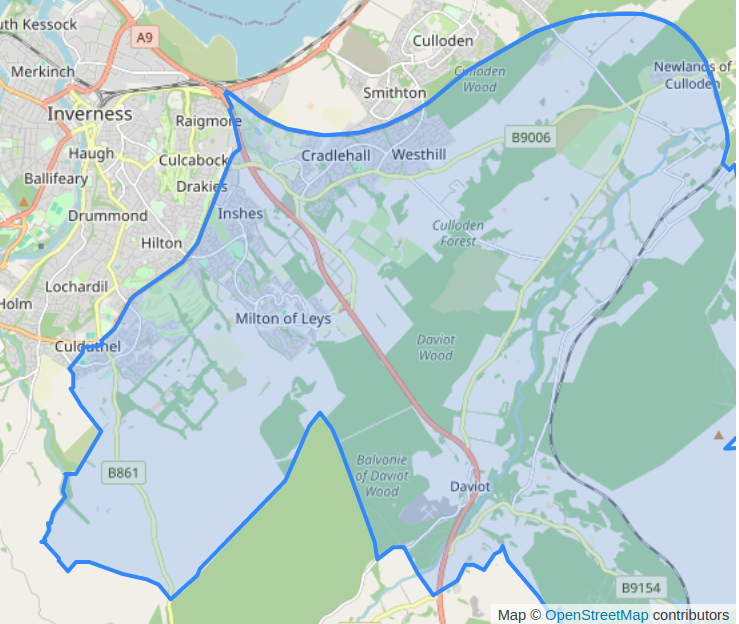 uth Kessock
A9
Culloden
Merkinch
Culloden
Wood
Newlands of
Culloden
Smithton
Inverness
Raigmore
B9006
Haugh
Cradlehall
Westhill
Culcabock
Ballifeary
Drakies
Drummond
Inshes
Culloden
Forest
Hilton
Lochardil
Holm
Milton of Leys
Culduthel
Daviot
Wood
B861
Balvonie
of Daviot
Wood
Daviot
B9154
Map © OpenStreetMap contributors